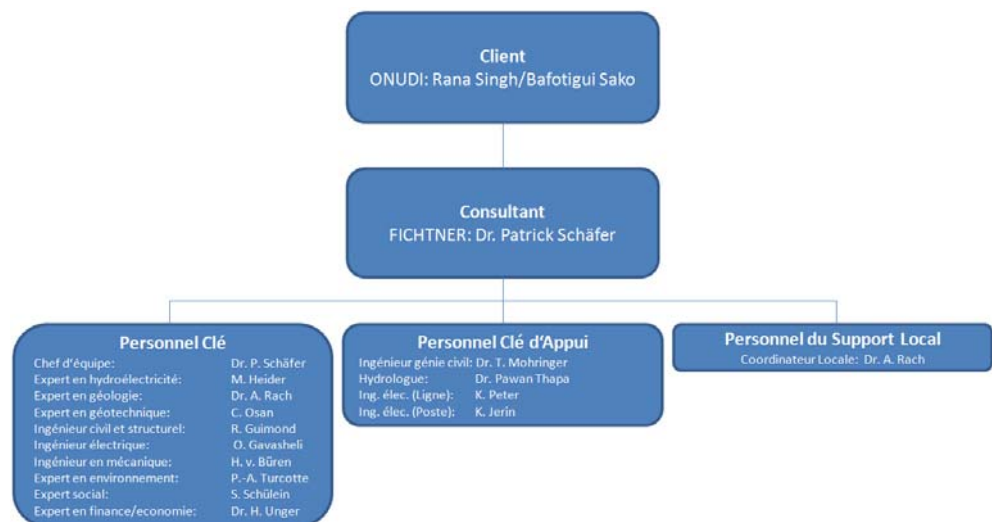 Client
ONUDI: Rana Singh/Bafotigui Sako
Consultant
FICHTNER: Dr. Patrick Schäfer
Personnel Clé
Chef d'équipe: Dr. P. Schäfer
Expert en hydroélectricité: M. Heider
Expert en géologie: Dr. A. Rach
Expert en géotechnique: C. Osan
Ingénieur civil et structurel: R. Guimond
Ingénieur électrique: O. Gavasheli
Ingénieur en mécanique: H. v. Büren
Expert en environnement: P.-A. Turcotte
Expert social: S. Schülein
Expert en finance/economie: Dr. H. Unger
Personnel Clé d'Appui
Ingénieur génie civil: Dr. T. Mohringer
Hydrologue: Dr. Pawan Thapa
Ing. élec. (Ligne): K. Peter
Ing. élec. (Poste): K. Jerin
Personnel du Support Local
Coordinateur Locale: Dr. A. Rach